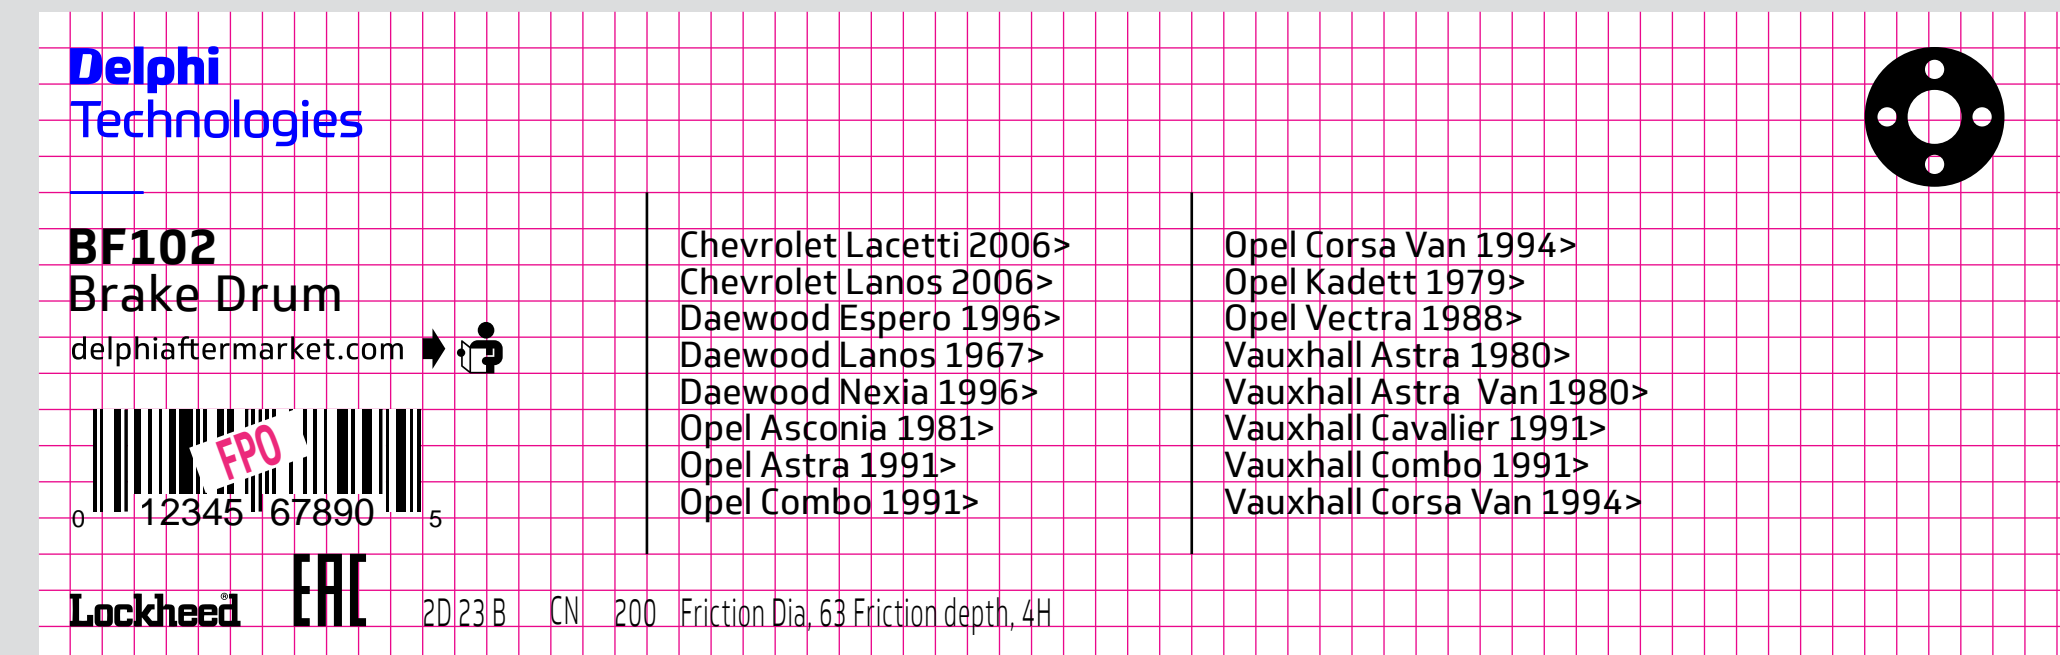 Delphi
Technologies
BF102
Brake Drum
delphiaftermarket.com
FPO
0 12345 67890 5
Chevrolet Lacetti 2006>
Chevrolet Lanos 2006>
Daewood Espero 1996>
Daewood Lanos 1967>
Daewood Nexia 1996>
Opel Asconia 1981>
Opel Astra 1991>
Opel Combo 1991>
Opel Corsa Van 1994>
Opel Kadett 1979>
Opel Vectra 1988>
Vauxhall Astra 1980>
Vauxhall Astra  Van 1980>
Vauxhall Cavalier 1991>
Vauxhall Combo 1991>
Vauxhall Corsa Van 1994>
Lockheed® EAC 2D 23 B CN 200 Friction Dia, 63 Friction depth, 4H